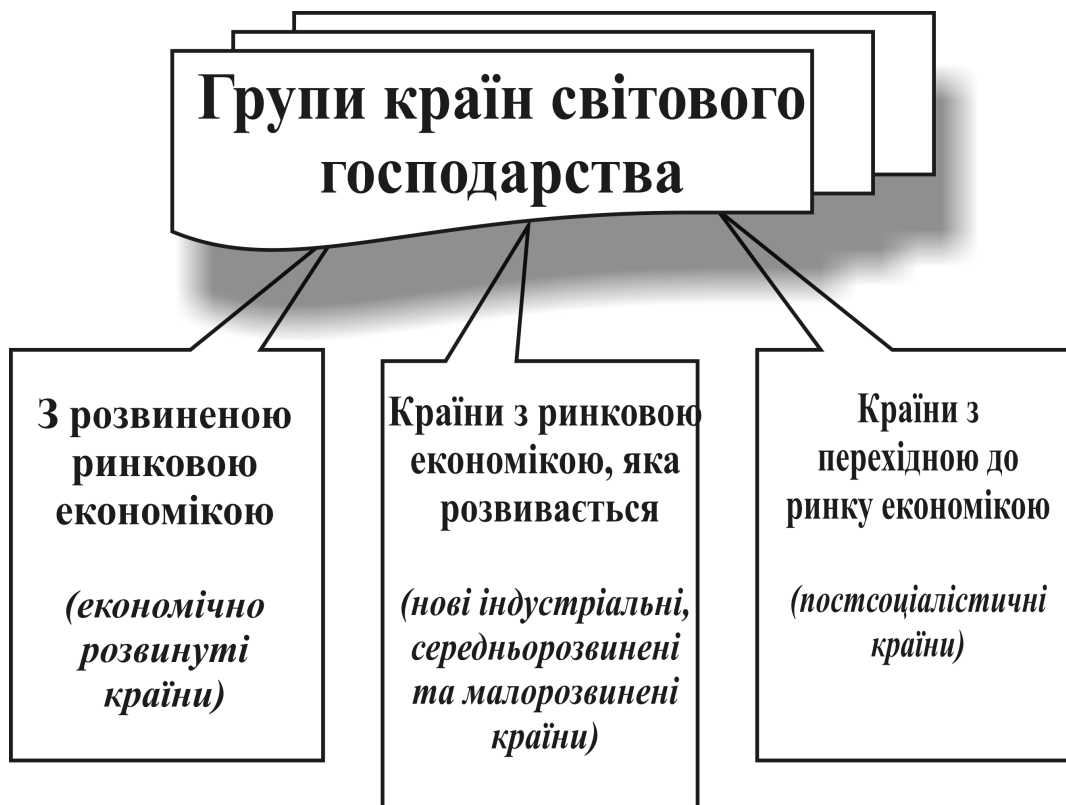 Групи країн світового
господарства
З розвиненою
ринковою
економікою
(економічно
розвинуті
країни)
Країни з ринковою
економікою, яка
розвивається
(нові індустріальні,
середньорозвинені
та малорозвинені
країни)
Країни з
перехідною до
ринку економікою
(постсоціалістичні
країни)